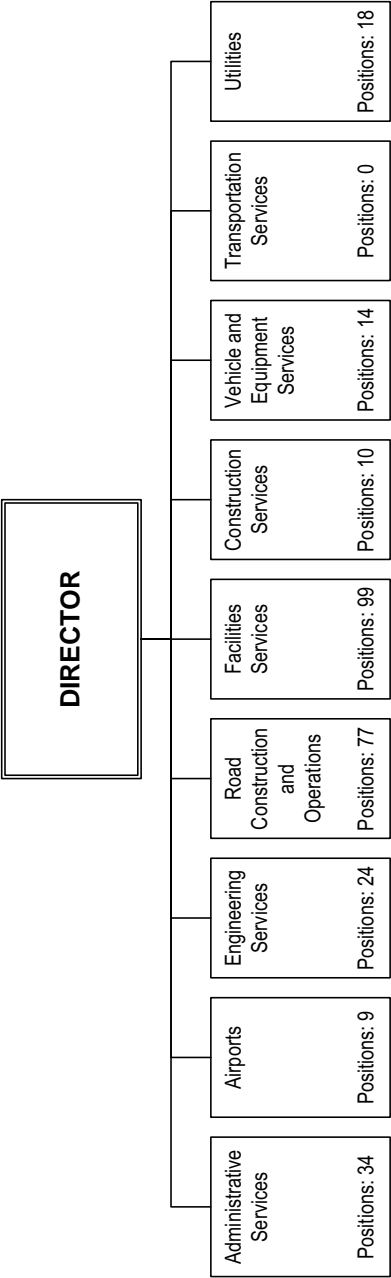 DIRECTOR
Administrative
Services
Positions: 34
Airports
Positions: 9
Engineering
Services
Positions: 24
Road
Construction
and
Operations
Positions: 77
Facilities
Services
Positions: 99
Construction
Services
Positions: 10
Vehicle and
Equipment
Services
Positions: 14
Transportation
Services
Positions: 0
Utilities
Positions: 18